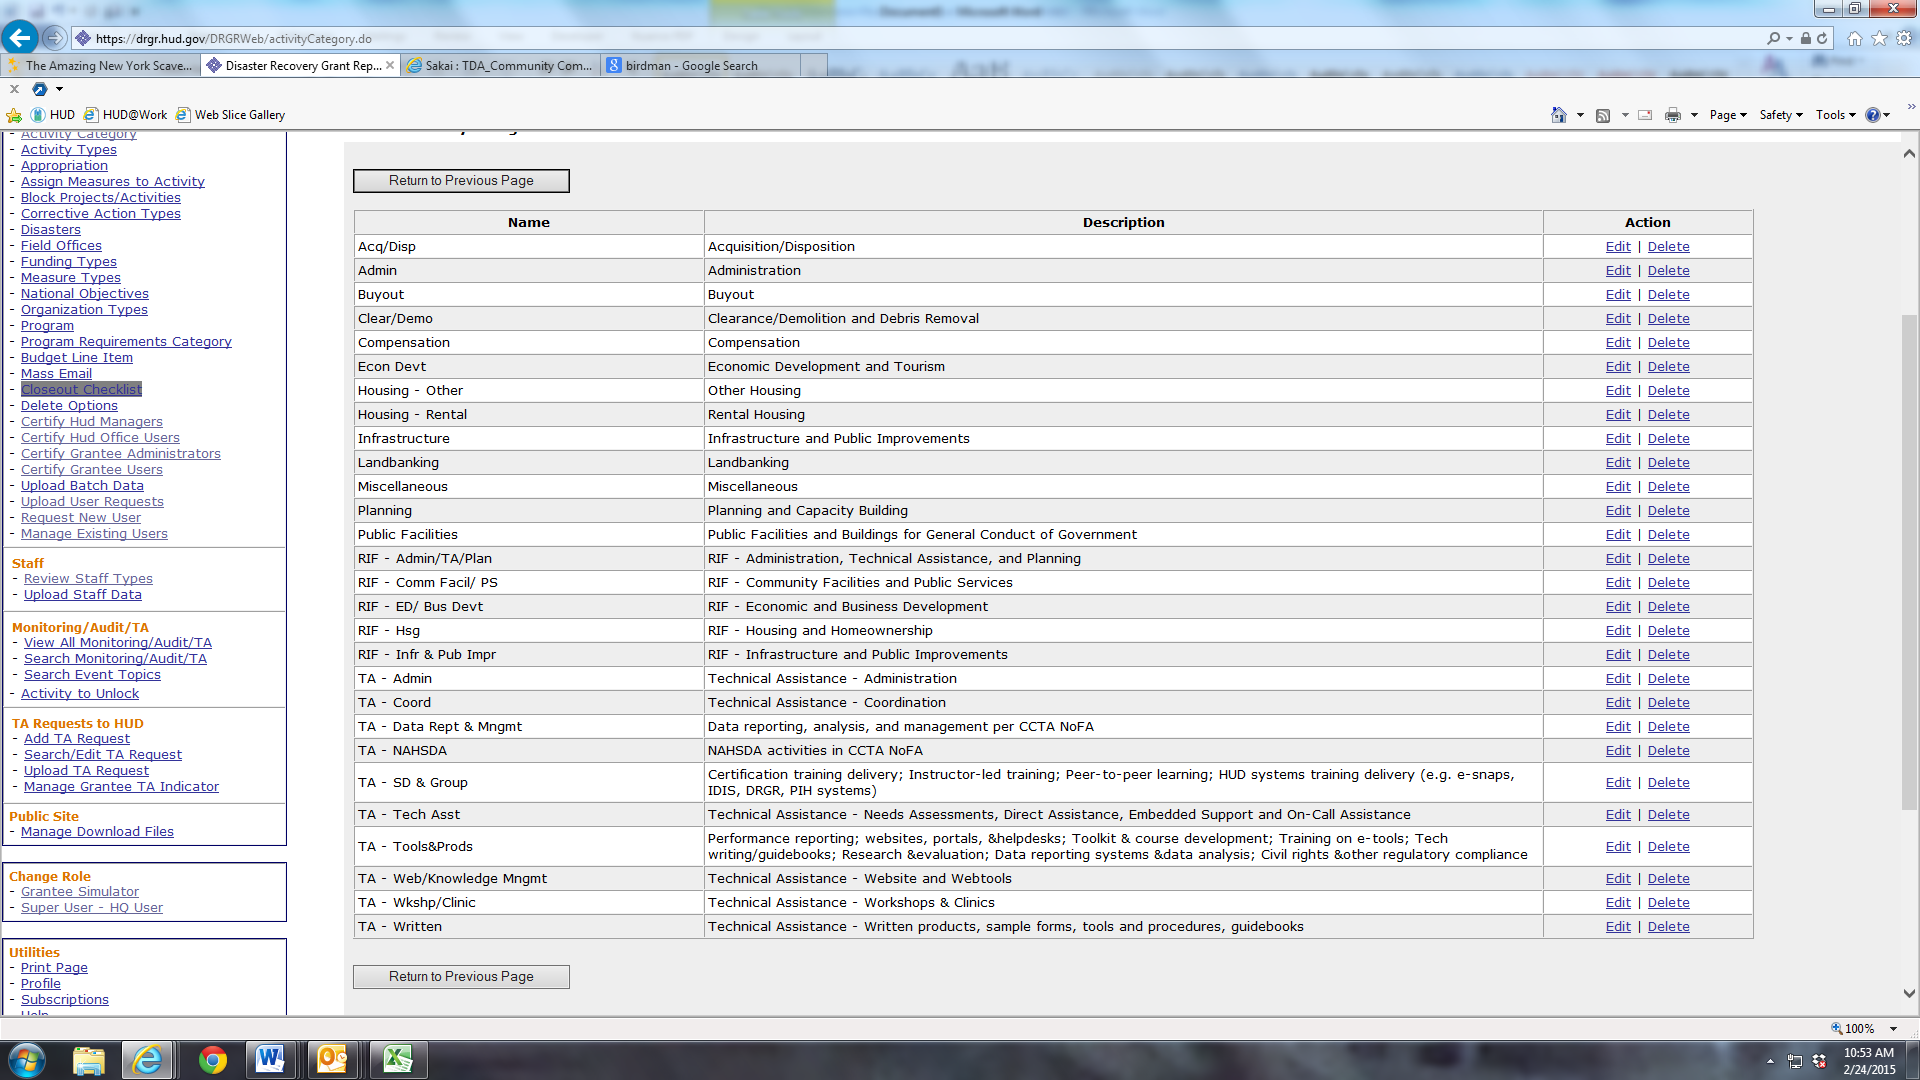 https://drgr.hud.gov/DRGRWeb/activityCategory.do
The Amazing New York Scave...
Disaster Recovery Grant Rep...
Sakai : TDA_Community Com...
birdman - Google Search
HUD
HUD@Work
Web Slice Gallery
Page
Safety
Tools
- Activity Category
- Activity Types
- Appropriation
- Assign Measures to Activity
- Block Projects/Activities
- Corrective Action Types
- Disasters
- Field Offices
- Funding Types
- Measure Types
- National Objectives
- Organization Types
- Program
- Program Requirements Category
- Budget Line Item
- Mass Email
- Closeout Checklist
- Delete Options
- Certify Hud Managers
- Certify Hud Office Users
- Certify Grantee Administrators
- Certify Grantee Users
- Upload Batch Data
- Upload User Requests
- Request New User
- Manage Existing Users
Staff
- Review Staff Types
- Upload Staff Data
Monitoring/Audit/TA
- View All Monitoring/Audit/TA
- Search Monitoring/Audit/TA
- Search Event Topics
- Activity to Unlock
TA Requests to HUD
- Add TA Request
- Search/Edit TA Request
- Upload TA Request
- Manage Grantee TA Indicator
Public Site
- Manage Download Files
Change Role
- Grantee Simulator
- Super User - HQ User
Utilities
- Print Page
- Profile
- Subscriptions
- Help
Return to Previous Page
Name Description Action
Acq/Disp Acquisition/Disposition Edit | Delete
Admin Administration Edit | Delete
Buyout Buyout Edit | Delete
Clear/Demo Clearance/Demolition and Debris Removal Edit | Delete
Compensation Compensation Edit | Delete
Econ Devt Economic Development and Tourism Edit | Delete
Housing - Other Other Housing Edit | Delete
Housing - Rental Rental Housing Edit | Delete
Infrastructure Infrastructure and Public Improvements Edit | Delete
Landbanking Landbanking Edit | Delete
Miscellaneous Miscellaneous Edit | Delete
Planning Planning and Capacity Building Edit | Delete
Public Facilities Public Facilities and Buildings for General Conduct of Government Edit | Delete
RIF - Admin/TA/Plan RIF - Administration, Technical Assistance, and Planning Edit | Delete
RIF - Comm Facil/ PS RIF - Community Facilities and Public Services Edit | Delete
RIF - ED/ Bus Devt RIF - Economic and Business Development Edit | Delete
RIF - Hsg RIF - Housing and Homeownership Edit | Delete
RIF - Infr & Pub Impr RIF - Infrastructure and Public Improvements Edit | Delete
TA - Admin Technical Assistance - Administration Edit | Delete
TA - Coord Technical Assistance - Coordination Edit | Delete
TA - Data Rept & Mngmt Data reporting, analysis, and management per CCTA NoFA Edit | Delete
TA - NAHSDA NAHSDA activities in CCTA NoFA Edit | Delete
TA - SD & Group Certification training delivery; Instructor-led training; Peer-to-peer learning; HUD systems training delivery (e.g. e-snaps,
IDIS, DRGR, PIH systems) Edit | Delete
TA - Tech Asst Technical Assistance - Needs Assessments, Direct Assistance, Embedded Support and On-Call Assistance Edit | Delete
TA - Tools&Prods Performance reporting; websites, portals, &helpdesks; Toolkit & course development; Training on e-tools; Tech
writing/guidebooks; Research &evaluation; Data reporting systems &data analysis; Civil rights &other regulatory compliance Edit | Delete
TA - Web/Knowledge Mngmt Technical Assistance - Website and Webtools Edit | Delete
TA - Wkshp/Clinic Technical Assistance - Workshops & Clinics Edit | Delete
TA - Written Technical Assistance - Written products, sample forms, tools and procedures, guidebooks Edit | Delete
Return to Previous Page
100%
10:53 AM
2/24/2015